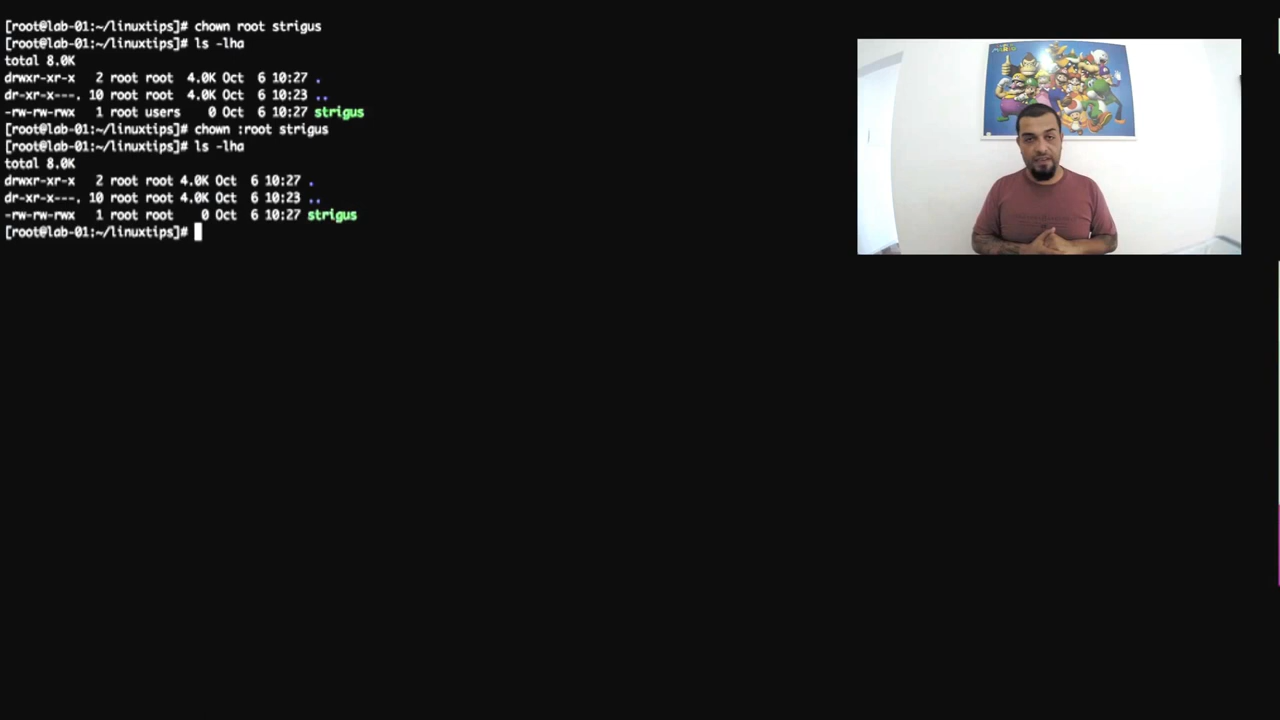 [root@lab-01:~/linuxtips]# chown root strigus
[root@lab-01:~/linuxtips]# ls -lha
total 8.0K
drwxr-xr-x   2 root root  4.0K Oct  6 10:27 .
dr-xr-x---. 10 root root  4.0K Oct  6 10:23 ..
-rw-rw-rwx   1 root users    0 Oct  6 10:27 strigus
[root@lab-01:~/linuxtips]# chown :root strigus
[root@lab-01:~/linuxtips]# ls -lha
total 8.0K
drwxr-xr-x   2 root root 4.0K Oct  6 10:27 .
dr-xr-x---. 10 root root 4.0K Oct  6 10:23 ..
-rw-rw-rwx   1 root root    0 Oct  6 10:27 strigus
[root@lab-01:~/linuxtips]#